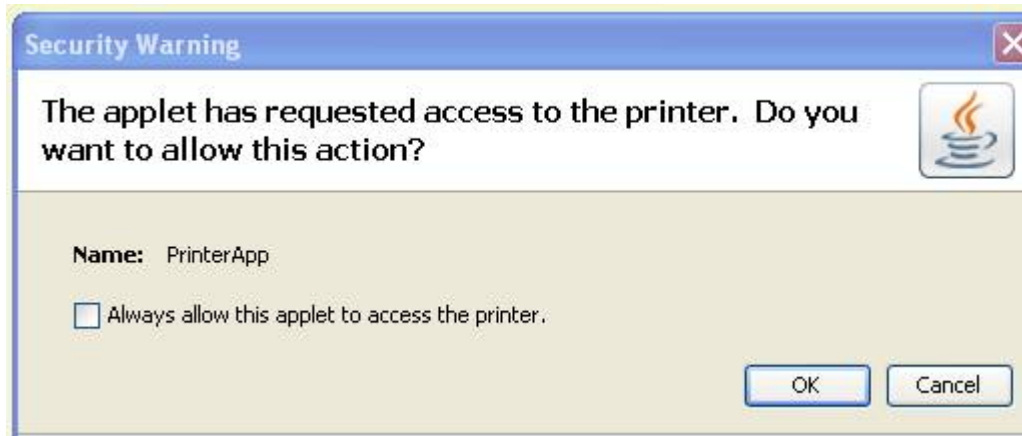 Security Warning
The applet has requested access to the printer.  Do you
want to allow this action?
Name: PrinterApp
Always allow this applet to access the printer.
OK Cancel